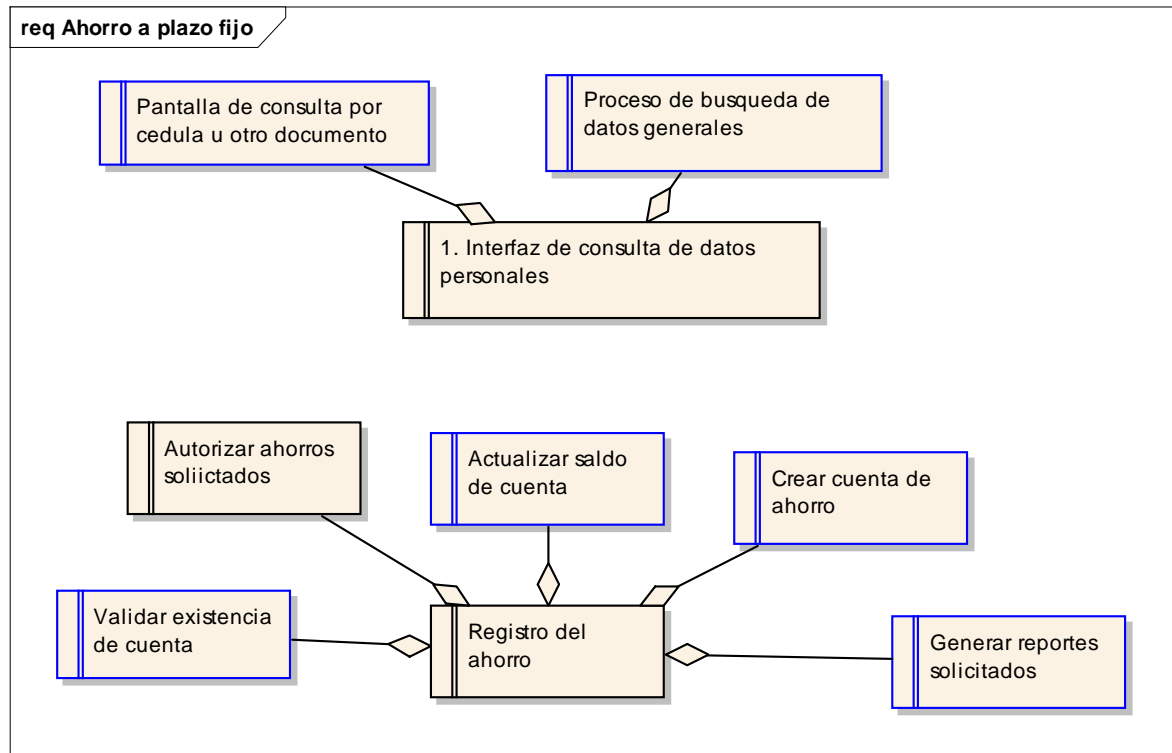 req Ahorro a plazo fijo
Pantalla de consulta por
cedula u otro documento
Proceso de busqueda de
datos generales
1. Interfaz de consulta de datos
personales
Autorizar ahorros
soliictados
Actualizar saldo
de cuenta
Crear cuenta de
ahorro
Validar existencia
de cuenta
Registro del
ahorro
Generar reportes
solicitados